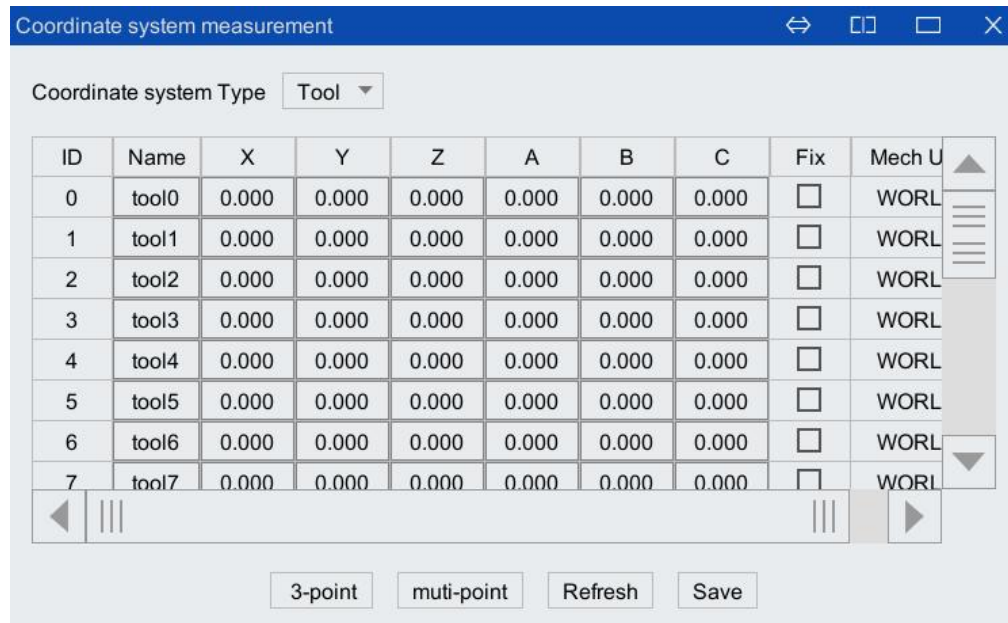 Coordinate system measurement
Coordinate system Type Tool
ID Name X Y Z A B C Fix Mech U
0 tool0 0.000 0.000 0.000 0.000 0.000 0.000 WORL
1 tool1 0.000 0.000 0.000 0.000 0.000 0.000 WORL
2 tool2 0.000 0.000 0.000 0.000 0.000 0.000 WORL
3 tool3 0.000 0.000 0.000 0.000 0.000 0.000 WORL
4 tool4 0.000 0.000 0.000 0.000 0.000 0.000 WORL
5 tool5 0.000 0.000 0.000 0.000 0.000 0.000 WORL
6 tool6 0.000 0.000 0.000 0.000 0.000 0.000 WORL
7 tool7 0.000 0.000 0.000 0.000 0.000 0.000 WORL
3-point muti-point Refresh Save